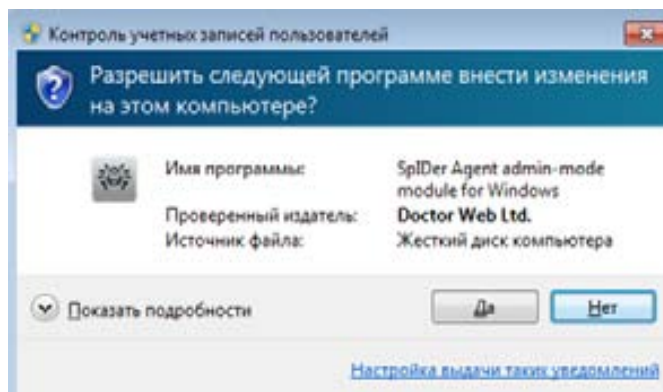 Контроль учетных записей пользователей
Разрешить следующей программе внести изменения
на этом компьютере?
Имя программы: SpIDer Agent admin-mode
module for Windows
Проверенный издатель: Doctor Web Ltd.
Источник файла: Жесткий диск компьютера
Показать подробности Да Нет
Настройка выдачи таких уведомлений